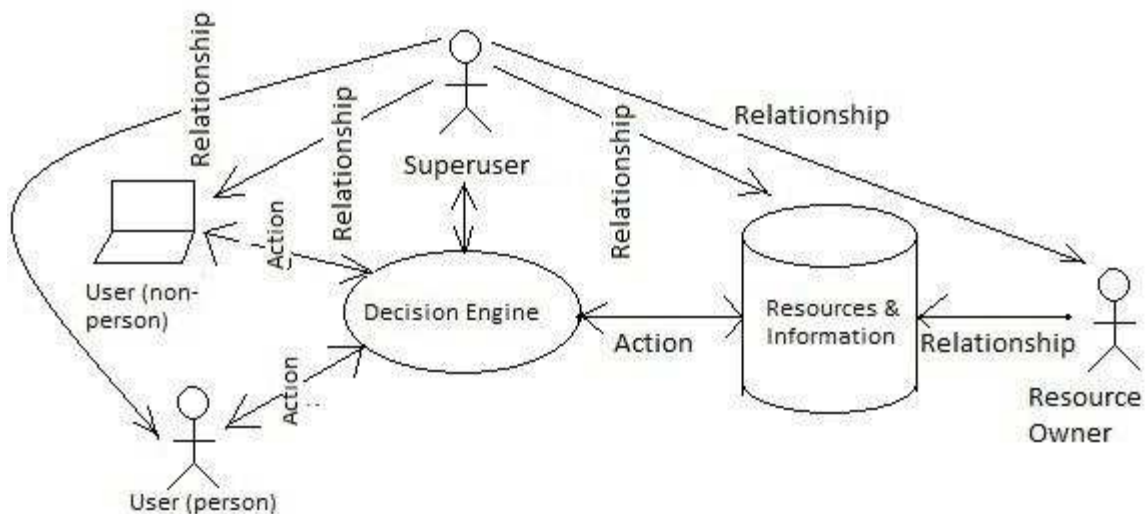 Relationship
Relationship
Relationship
Relationship
Superuser
Action
User (non-
person)
Decision Engine
Action
Resources &
Information
Relationship
Action
Resource
Owner
User (person)